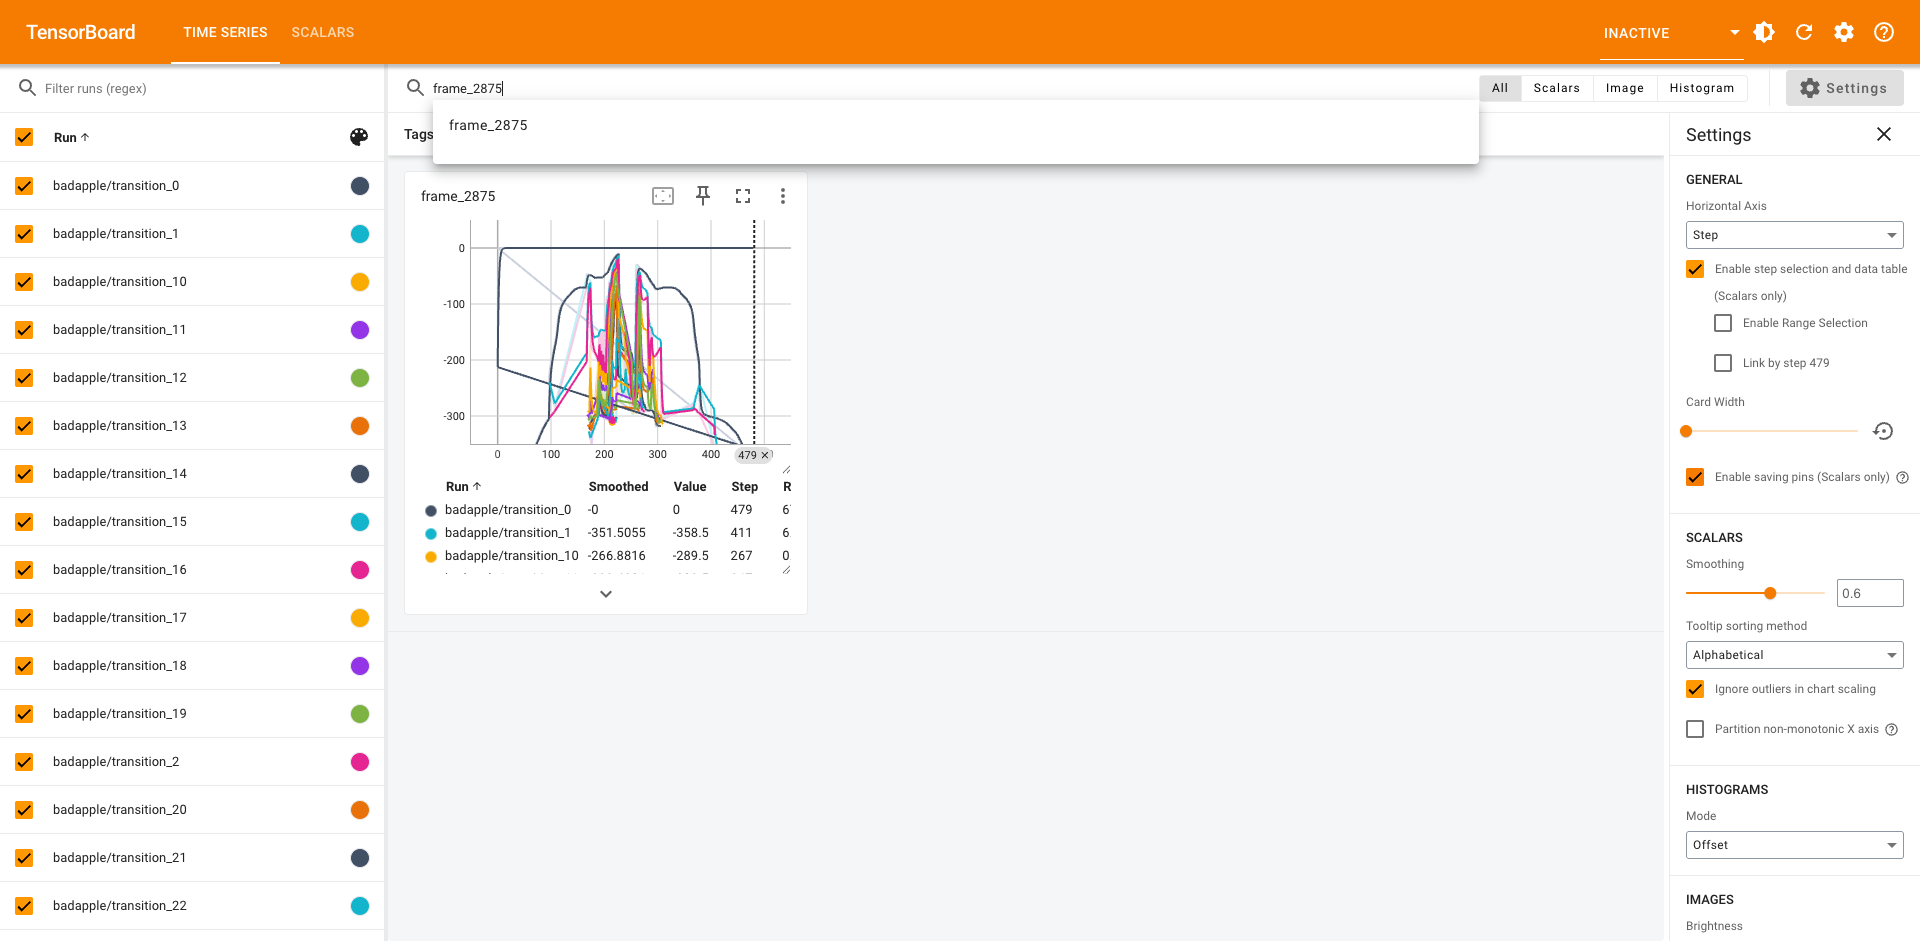 TensorBoard
TIME SERIES
SCALARS
INACTIVE
Filter runs (regex)
frame_2875
All
Scalars
Image
Histogram
Settings
frame_2875
Run
Tags
badapple/transition_0
badapple/transition_1
badapple/transition_10
badapple/transition_11
badapple/transition_12
badapple/transition_13
badapple/transition_14
badapple/transition_15
badapple/transition_16
badapple/transition_17
badapple/transition_18
badapple/transition_19
badapple/transition_2
badapple/transition_20
badapple/transition_21
badapple/transition_22
frame_2875
0
-100
-200
-300
0 100 200 300 400 479
Run Smoothed Value Step R
badapple/transition_0 -0 0 479
badapple/transition_1 -351.5055 -358.5 411 6
badapple/transition_10 -266.8816 -289.5 267 0
Settings
GENERAL
Horizontal Axis
Step
Enable step selection and data table
(Scalars only)
Enable Range Selection
Link by step 479
Card Width
Enable saving pins (Scalars only)
SCALARS
Smoothing
0.6
Tooltip sorting method
Alphabetical
Ignore outliers in chart scaling
Partition non-monotonic X axis
HISTOGRAMS
Mode
Offset
IMAGES
Brightness